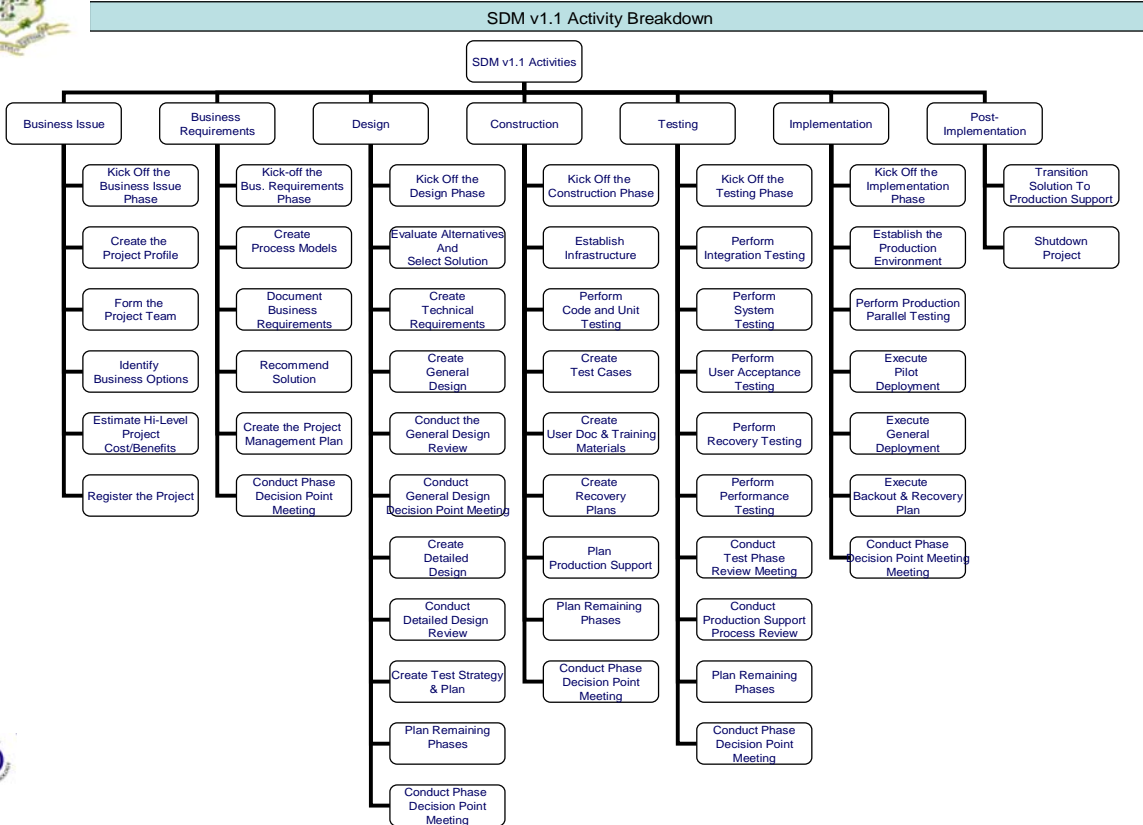 SDM v1.1 Activity Breakdown
SDM v1.1 Activities
Business Issue
Kick Off the
Business Issue
Phase
Create the
Project Profile
Form the
Project Team
Identify
Business Options
Estimate Hi-Level
Project
Cost/Benefits
Register the Project
Business
Requirements
Kick-off the
Bus. Requirements
Phase
Create
Process Models
Document
Business
Requirements
Recommend
Solution
Create the Project
Management Plan
Conduct Phase
Decision Point
Meeting
Design
Kick Off the
Design Phase
Evaluate Alternatives
And
Select Solution
Create
Technical
Requirements
Create
General
Design
Conduct the
General Design
Review
Conduct
General Design
Decision Point Meeting
Create
Detailed
Design
Conduct
Detailed Design
Review
Create Test Strategy
& Plan
Plan Remaining
Phases
Conduct Phase
Decision Point
Meeting
Construction
Kick Off the
Construction Phase
Establish
Infrastructure
Perform
Code and Unit
Testing
Create
Test Cases
Create
User Doc & Training
Materials
Create
Recovery
Plans
Plan
Production Support
Plan Remaining
Phases
Conduct Phase
Decision Point
Meeting
Testing
Kick Off the
Testing Phase
Perform
Integration Testing
Perform
System
Testing
Perform
User Acceptance
Testing
Perform
Recovery Testing
Perform
Performance
Testing
Conduct
Test Phase
Review Meeting
Conduct
Production Support
Process Review
Plan Remaining
Phases
Conduct Phase
Decision Point
Meeting
Implementation
Kick Off the
Implementation
Phase
Establish the
Production
Environment
Perform Production
Parallel Testing
Execute
Pilot
Deployment
Execute
General
Deployment
Execute
Backout & Recovery
Plan
Conduct Phase
Decision Point Meeting
Meeting
Post-
Implementation
Transition
Solution To
Production Support
Shutdown
Project